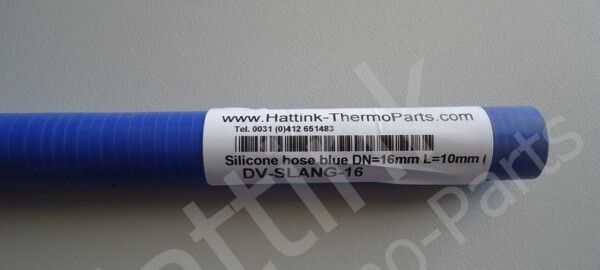 www.Hattink-ThermoParts.com
Tel. 0031 (0)412 651483
Silicone hose blue DN=16mm L=10mm (
DV-SLANG-16